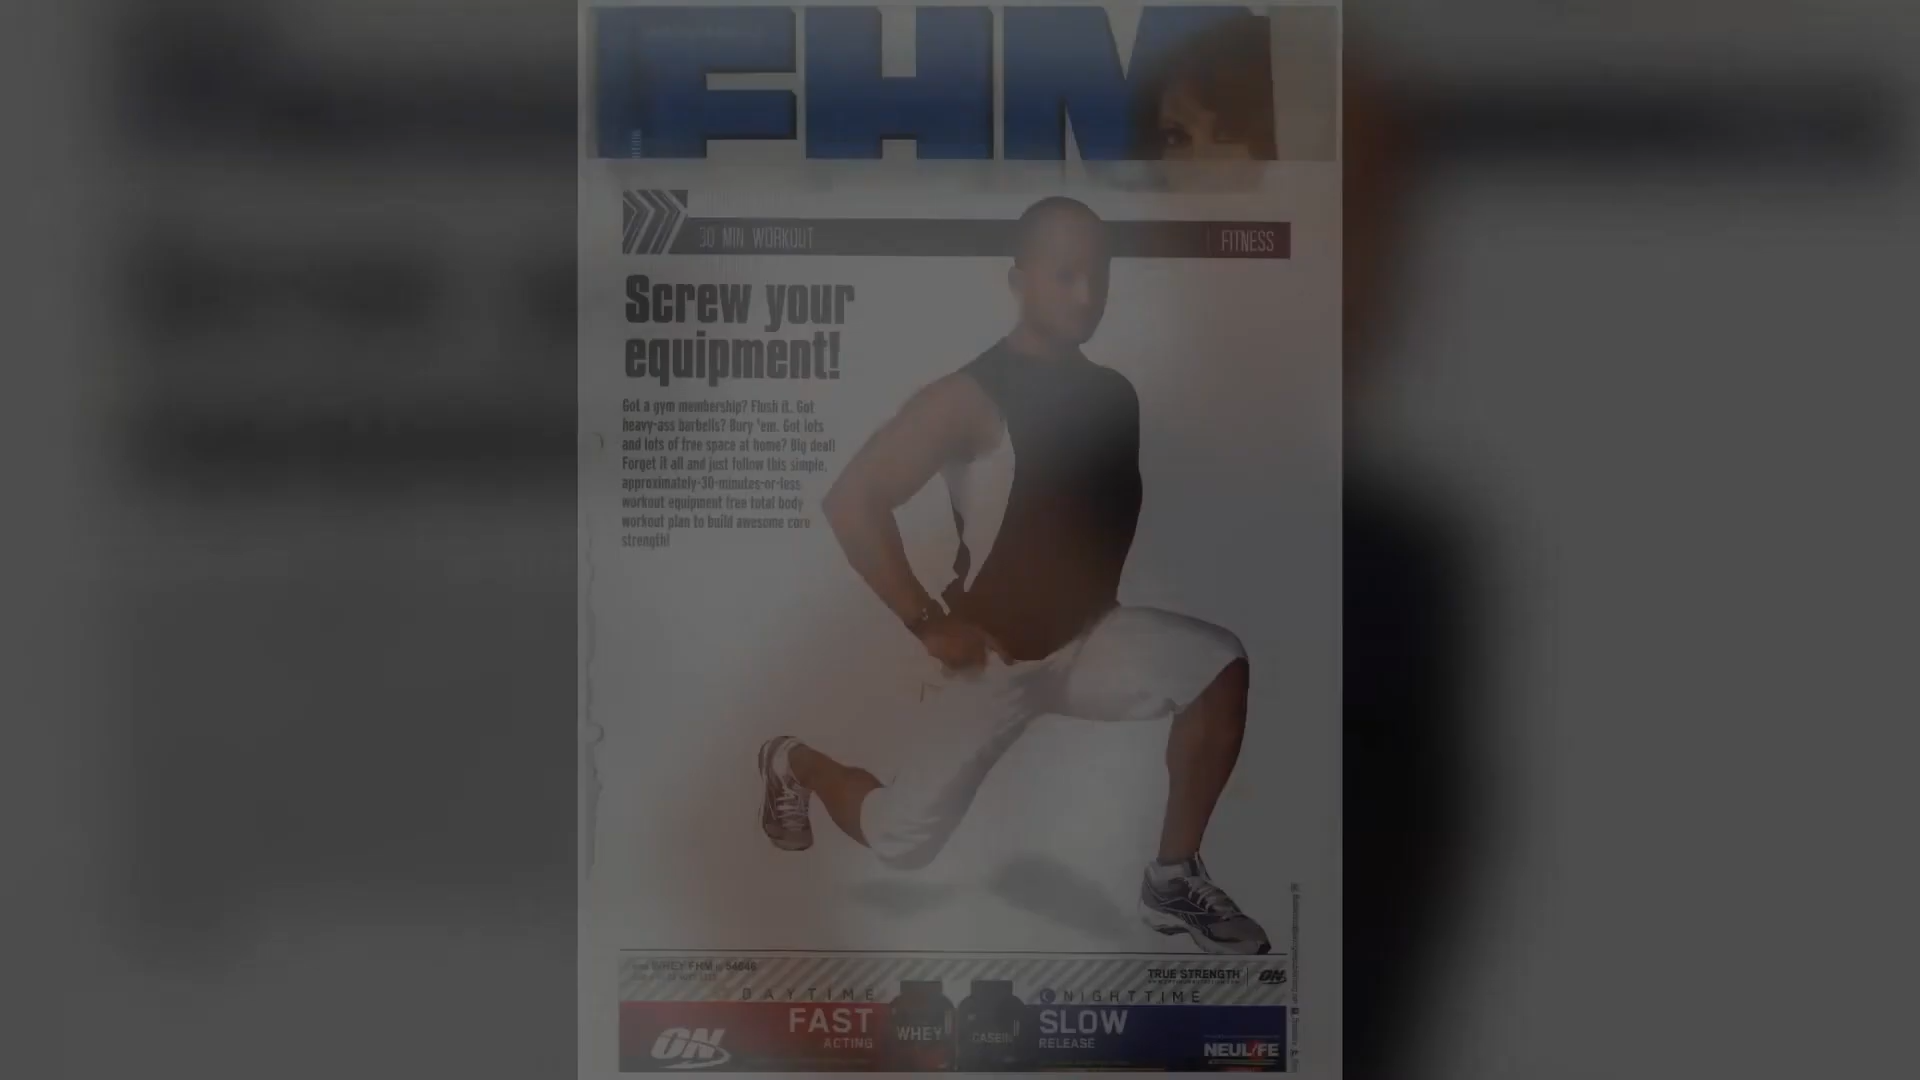 FHM
30 MIN WORKOUT
FITNESS
Screw your
equipment!
Got a gym membership? Flush it. Got
heavy-ass barbells? Bury 'em. Got lots
and lots of free space at home? Big deal!
Forget it all and just follow this simple,
approximately-30-minutes-or-less
workout equipment free total body
workout plan to build awesome core
strength!
FHM to 54646
TRUE STRENGTH
ON
DAYTIME
FAST
ACTING
WHEY
CASEIN
NIGHTTIME
SLOW
RELEASE
ON
NEULIFE